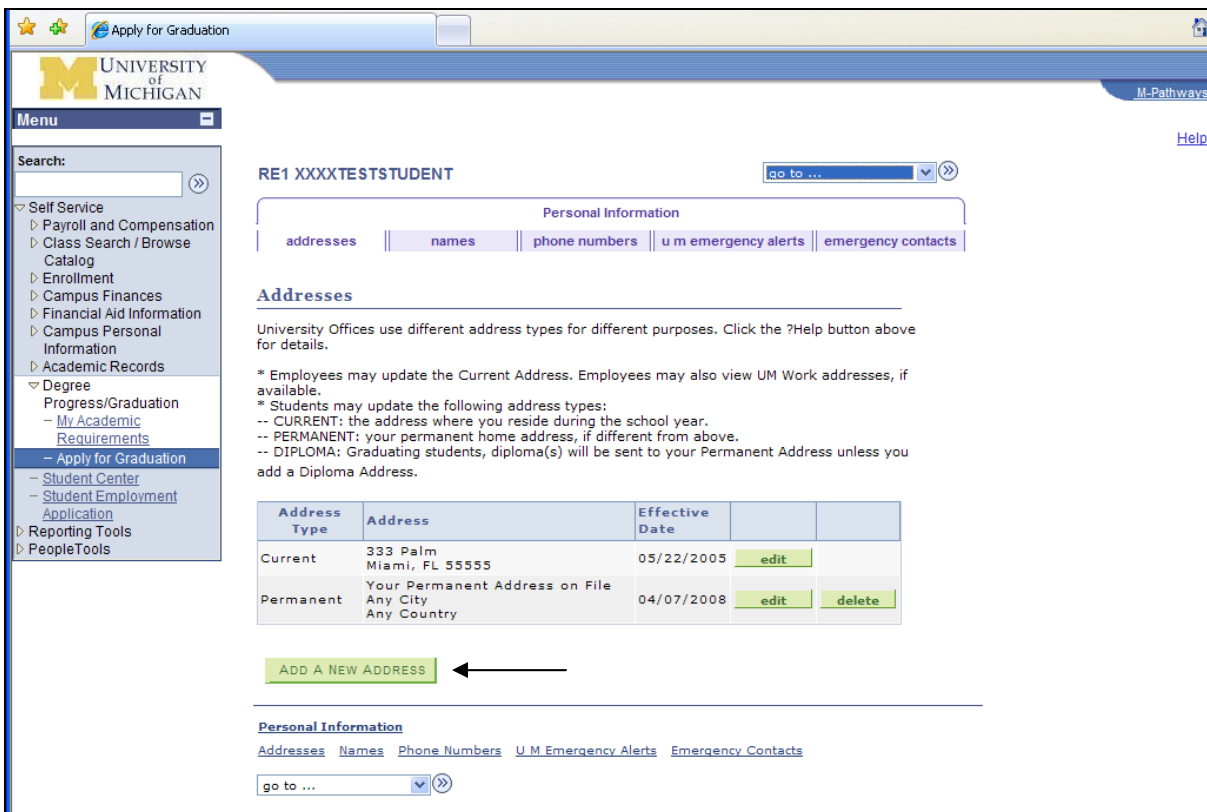 Apply for Graduation
UNIVERSITY
of
MICHIGAN
M-Pathways
Menu
Help
Search:
Self Service
Payroll and Compensation
Class Search / Browse
Catalog
Enrollment
Campus Finances
Financial Aid Information
Campus Personal
Information
Academic Records
Degree
Progress/Graduation
– My Academic
Requirements
– Apply for Graduation
– Student Center
– Student Employment
Application
Reporting Tools
PeopleTools
RE1 XXXXTESTSTUDENT
go to ...
Personal Information
addresses names phone numbers u m emergency alerts emergency contacts
Addresses
University Offices use different address types for different purposes. Click the ?Help button above
for details.
* Employees may update the Current Address. Employees may also view UM Work addresses, if
available.
* Students may update the following address types:
-- CURRENT: the address where you reside during the school year.
-- PERMANENT: your permanent home address, if different from above.
-- DIPLOMA: Graduating students, diploma(s) will be sent to your Permanent Address unless you
add a Diploma Address.
Address Type Address Effective Date
Current 333 Palm
Miami, FL 55555 05/22/2005 edit
Permanent Your Permanent Address on File
Any City
Any Country 04/07/2008 edit delete
ADD A NEW ADDRESS
Personal Information
Addresses Names Phone Numbers U M Emergency Alerts Emergency Contacts
go to ...